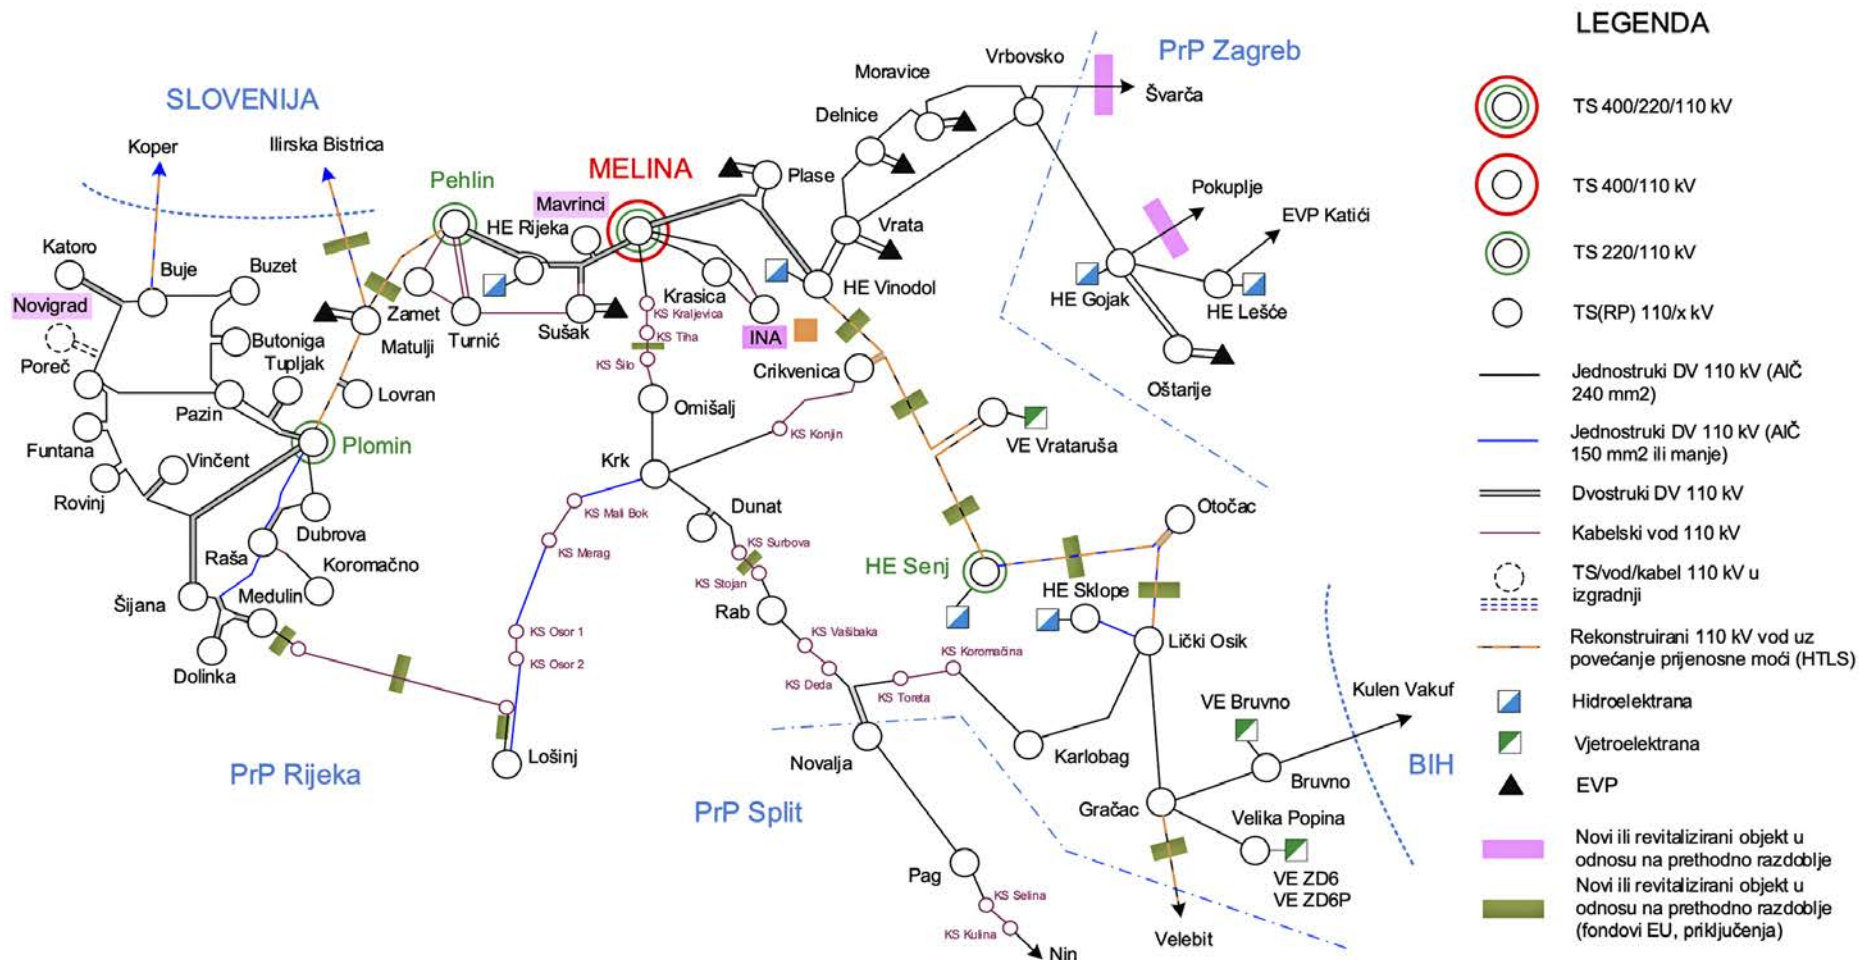 LEGENDA
SLOVENIJA
Koper
Ilirska Bistrica
Pehlin
MELINA
Mavrinci
HE Rijeka
Plase
Moravice
Delnice
Vrbovsko
PrP Zagreb
Švarča
Vrata
Pokuplje
EVP Katići
HE Gojak
HE Lešće
Oštarije
Katoro
Novigrad
Buje
Buzet
Poreč
Butoniga
Tupljak
Pazin
Zamet
Matulji
Turnić
Sušak
Krasica
INA
HE Vinodol
KS Kraljevica
KS Tiha
KS Šilo
Crikvenica
Omišalj
Lovran
Funtana
Rovinj
Vinčent
Plomin
Krk
KS Konjin
VE Vrataruša
Dubrova
Raša
Koromačno
KS Mali Bok
KS Merag
Dunat
KS Surbova
KS Stojan
Otočac
HE Senj
HE Sklope
Šijana
Medulin
Dolinka
Rab
KS Osor 1
KS Osor 2
KS Vašibaka
KS Deda
KS Koromačina
KS Toreta
Lički Osik
Kulen Vakuf
VE Bruvno
Lošinj
Novalja
Karlobag
Bruvno
BIH
PrP Rijeka
PrP Split
Gračac
Velika Popina
VE ZD6
VE ZD6P
Pag
KS Selina
KS Kulina
Nin
Velebit
TS 400/220/110 kV
TS 400/110 kV
TS 220/110 kV
TS(RP) 110/x kV
Jednostruki DV 110 kV (AlČ
240 mm2)
Jednostruki DV 110 kV (AlČ
150 mm2 ili manje)
Dvostruki DV 110 kV
Kabelski vod 110 kV
TS/vod/kabel 110 kV u
izgradnji
Rekonstruirani 110 kV vod uz
povećanje prijenosne moći (HTLS)
Hidroelektrana
Vjetroelektrana
EVP
Novi ili revitalizirani objekt u
odnosu na prethodno razdoblje
Novi ili revitalizirani objekt u
odnosu na prethodno razdoblje
(fondovi EU, priključenja)